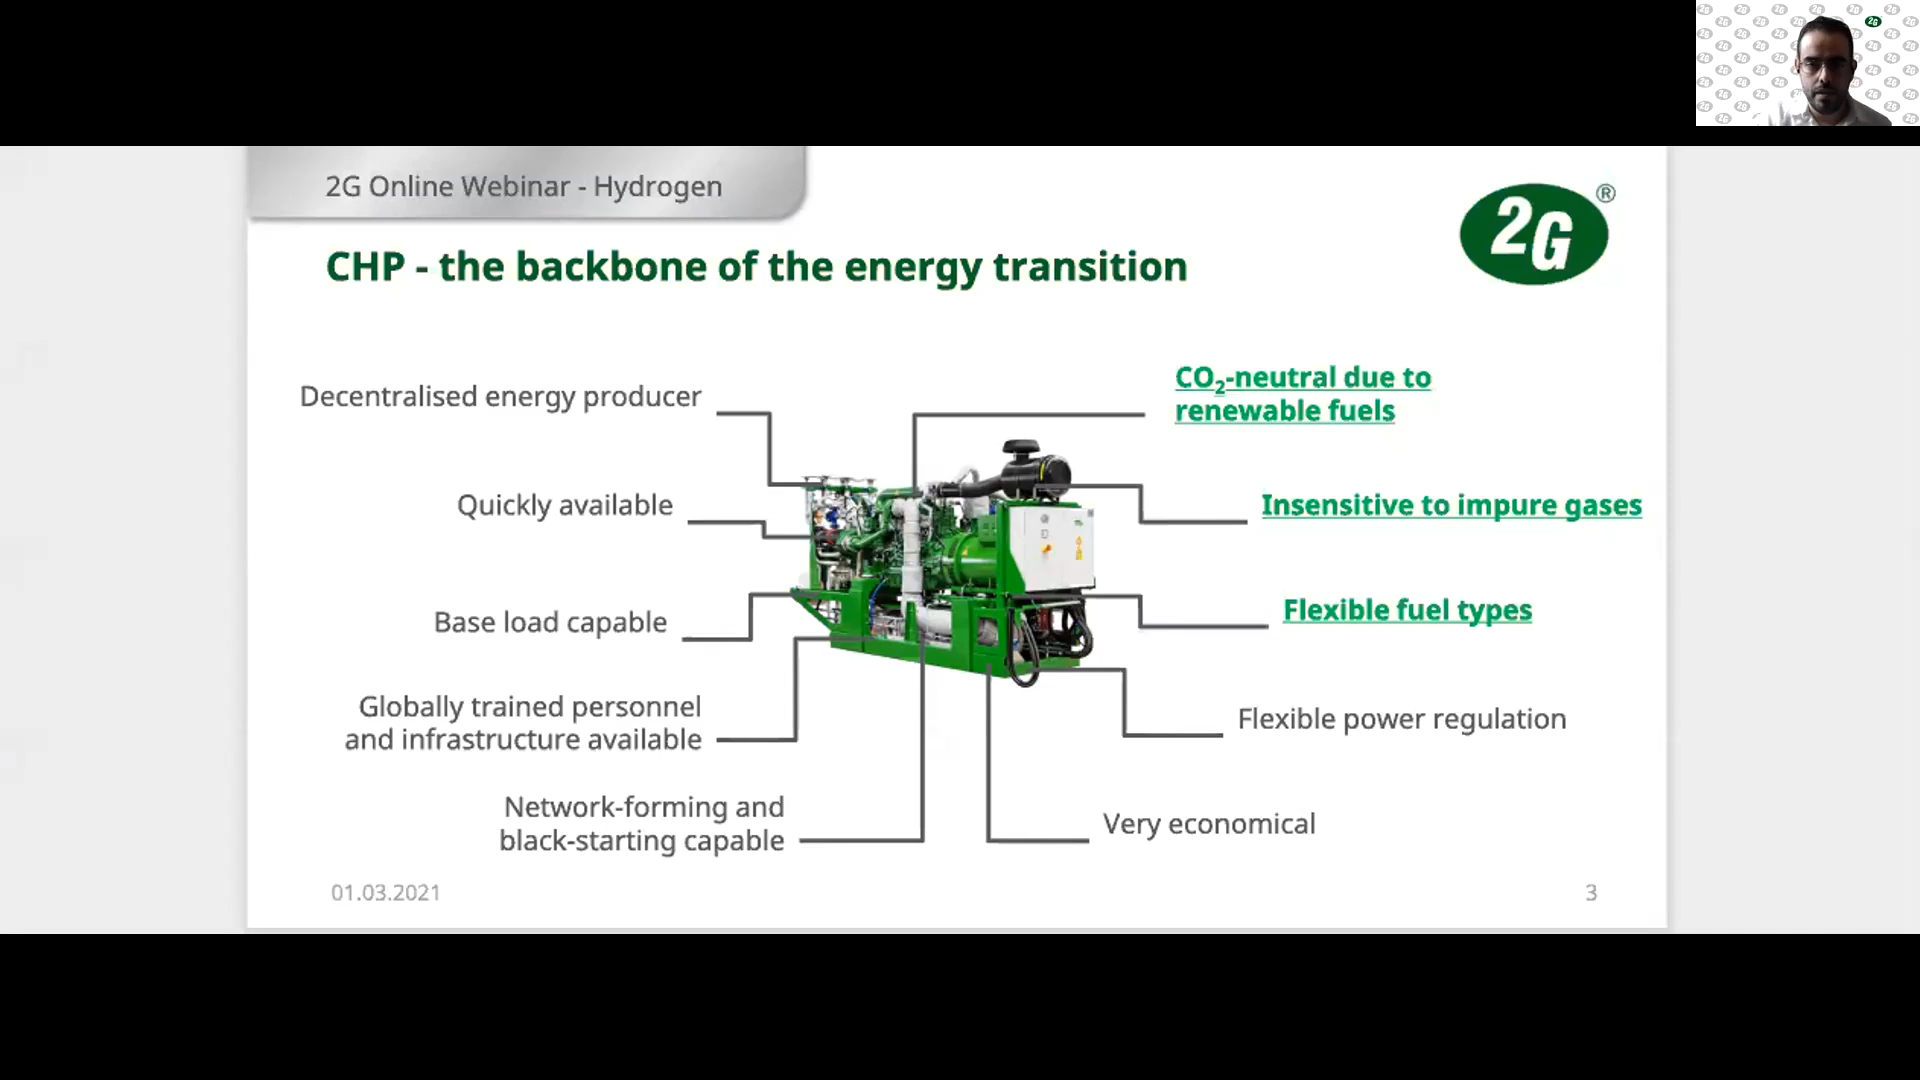 2G Online Webinar - Hydrogen
2G®
CHP - the backbone of the energy transition
Decentralised energy producer
Quickly available
Base load capable
Globally trained personnel
and infrastructure available
Network-forming and
black-starting capable
CO₂-neutral due to
renewable fuels
Insensitive to impure gases
Flexible fuel types
Flexible power regulation
Very economical
01.03.2021
3